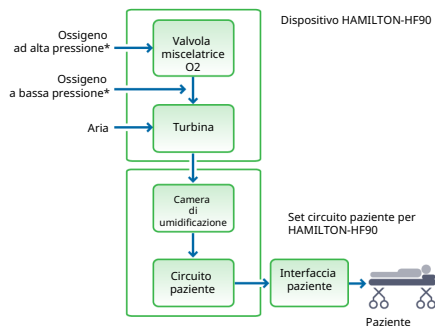 Ossigeno
ad alta pressione*
Valvola
miscelatrice
O2
Dispositivo HAMILTON-HF90
Ossigeno
a bassa pressione*
Aria
Turbina
Camera
di
umidificazione
Set circuito paziente per
HAMILTON-HF90
Circuito
paziente
Interfaccia
paziente
Paziente